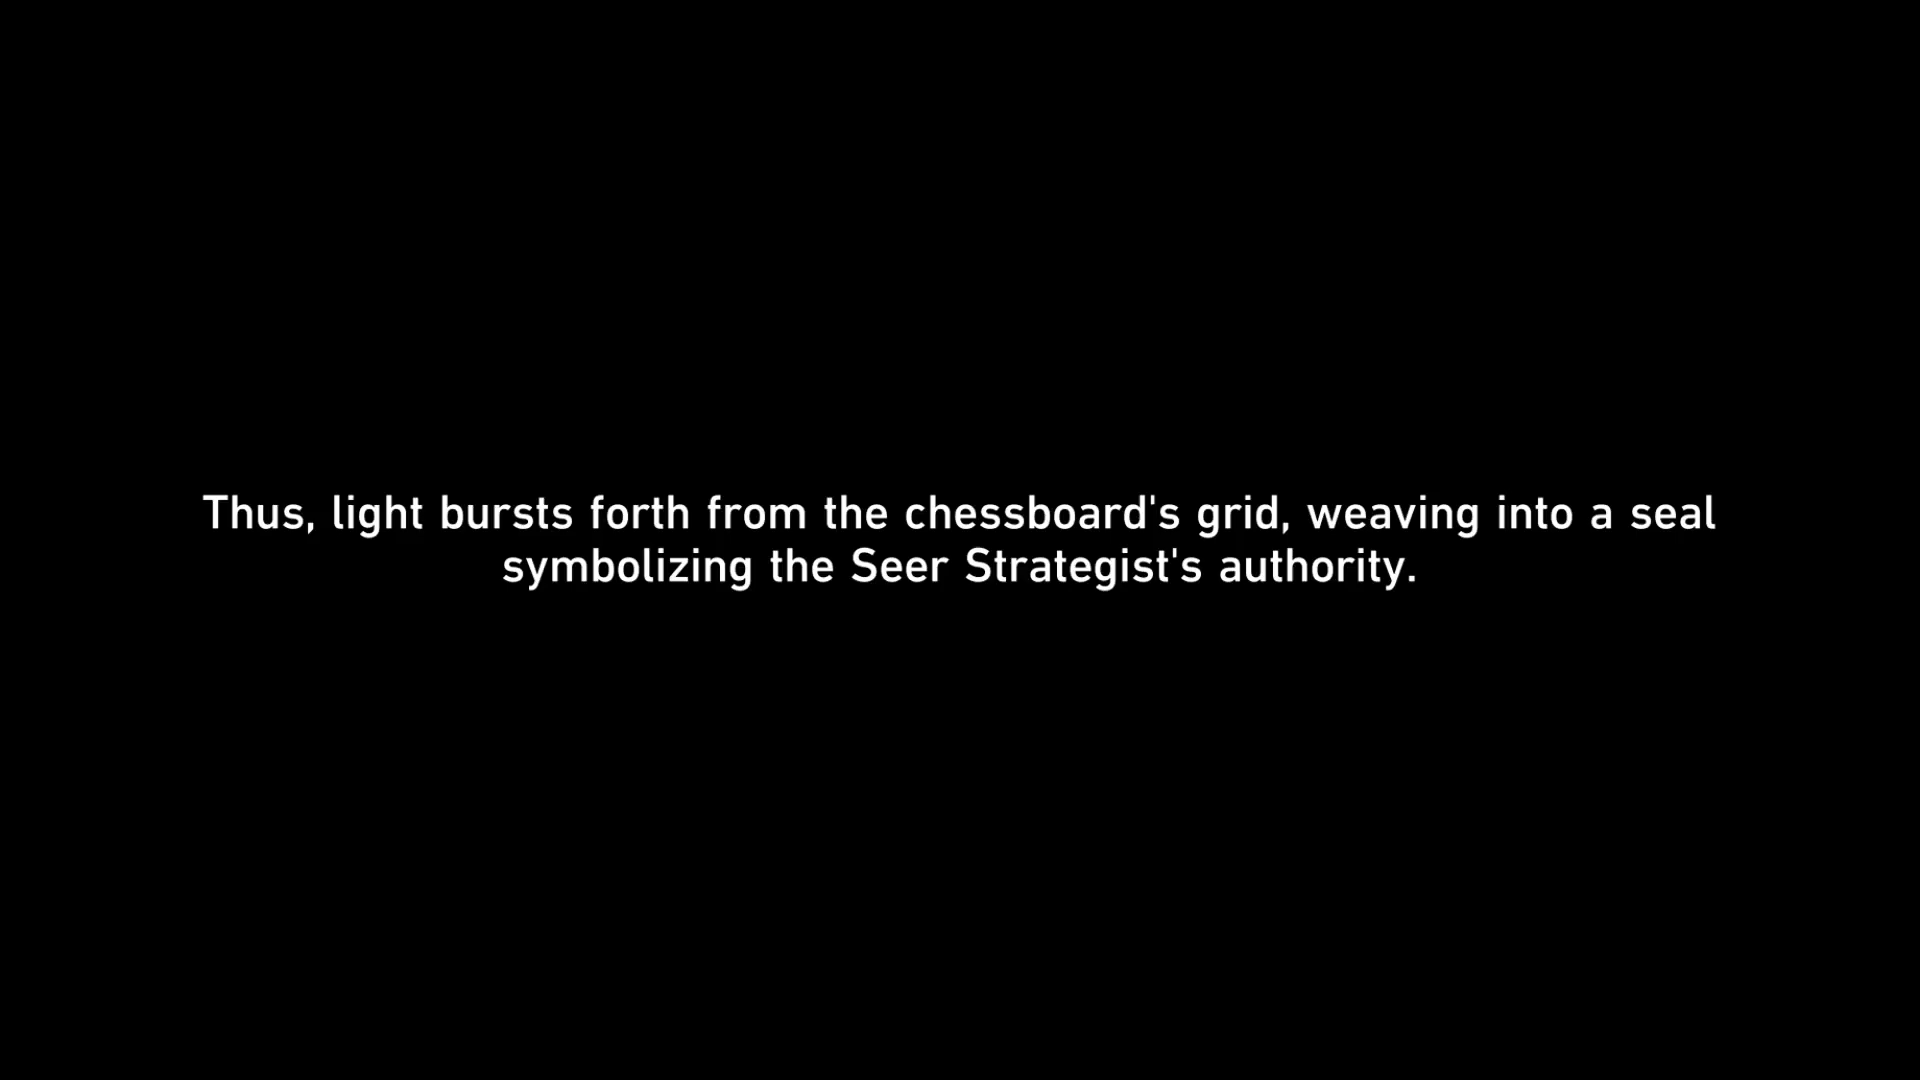 Thus, light bursts forth from the chessboard's grid, weaving into a seal
symbolizing the Seer Strategist's authority.